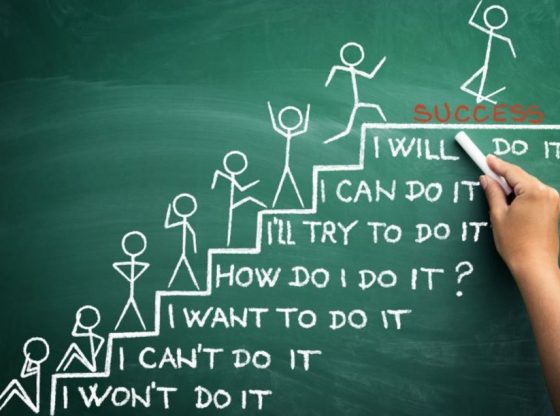 SUCCESS
I WILL DO IT
I CAN DO IT
I'LL TRY TO DO IT
HOW DO I DO IT?
I WANT TO DO IT
I CAN'T DO IT
I WON'T DO IT